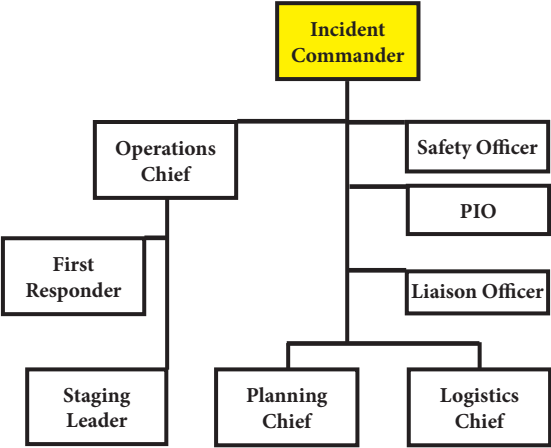 Incident
Commander
Operations
Chief
Safety Officer
PIO
First
Responder
Liaison Officer
Staging
Leader
Planning
Chief
Logistics
Chief